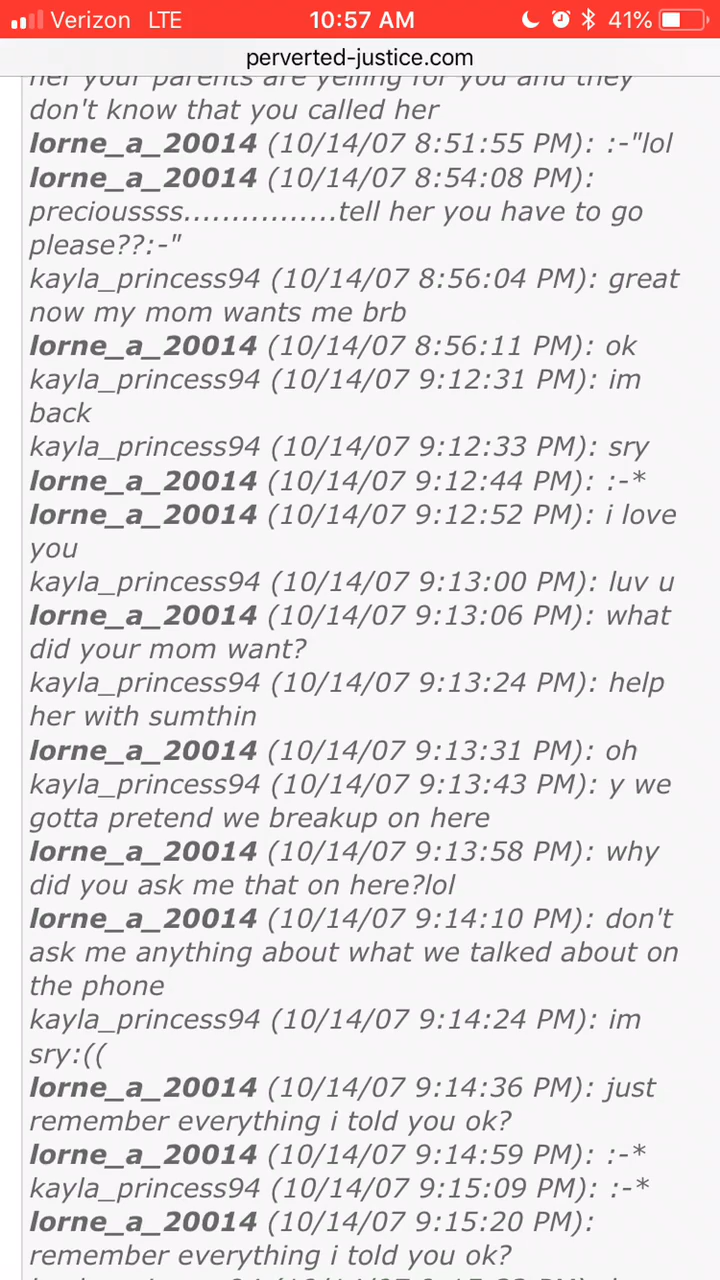 Verizon LTE 10:57 AM 41%
perverted-justice.com
her your parents are yelling for you and they
don't know that you called her
lorne_a_20014 (10/14/07 8:51:55 PM): :-"lol
lorne_a_20014 (10/14/07 8:54:08 PM):
precioussss................tell her you have to go
please??:-"
kayla_princess94 (10/14/07 8:56:04 PM): great
now my mom wants me brb
lorne_a_20014 (10/14/07 8:56:11 PM): ok
kayla_princess94 (10/14/07 9:12:31 PM): im
back
kayla_princess94 (10/14/07 9:12:33 PM): sry
lorne_a_20014 (10/14/07 9:12:44 PM): :-*
lorne_a_20014 (10/14/07 9:12:52 PM): i love
you
kayla_princess94 (10/14/07 9:13:00 PM): luv u
lorne_a_20014 (10/14/07 9:13:06 PM): what
did your mom want?
kayla_princess94 (10/14/07 9:13:24 PM): help
her with sumthin
lorne_a_20014 (10/14/07 9:13:31 PM): oh
kayla_princess94 (10/14/07 9:13:43 PM): y we
gotta pretend we breakup on here
lorne_a_20014 (10/14/07 9:13:58 PM): why
did you ask me that on here?lol
lorne_a_20014 (10/14/07 9:14:10 PM): don't
ask me anything about what we talked about on
the phone
kayla_princess94 (10/14/07 9:14:24 PM): im
sry:((
lorne_a_20014 (10/14/07 9:14:36 PM): just
remember everything i told you ok?
lorne_a_20014 (10/14/07 9:14:59 PM): :-*
kayla_princess94 (10/14/07 9:15:09 PM): :-*
lorne_a_20014 (10/14/07 9:15:20 PM):
remember everything i told you ok?